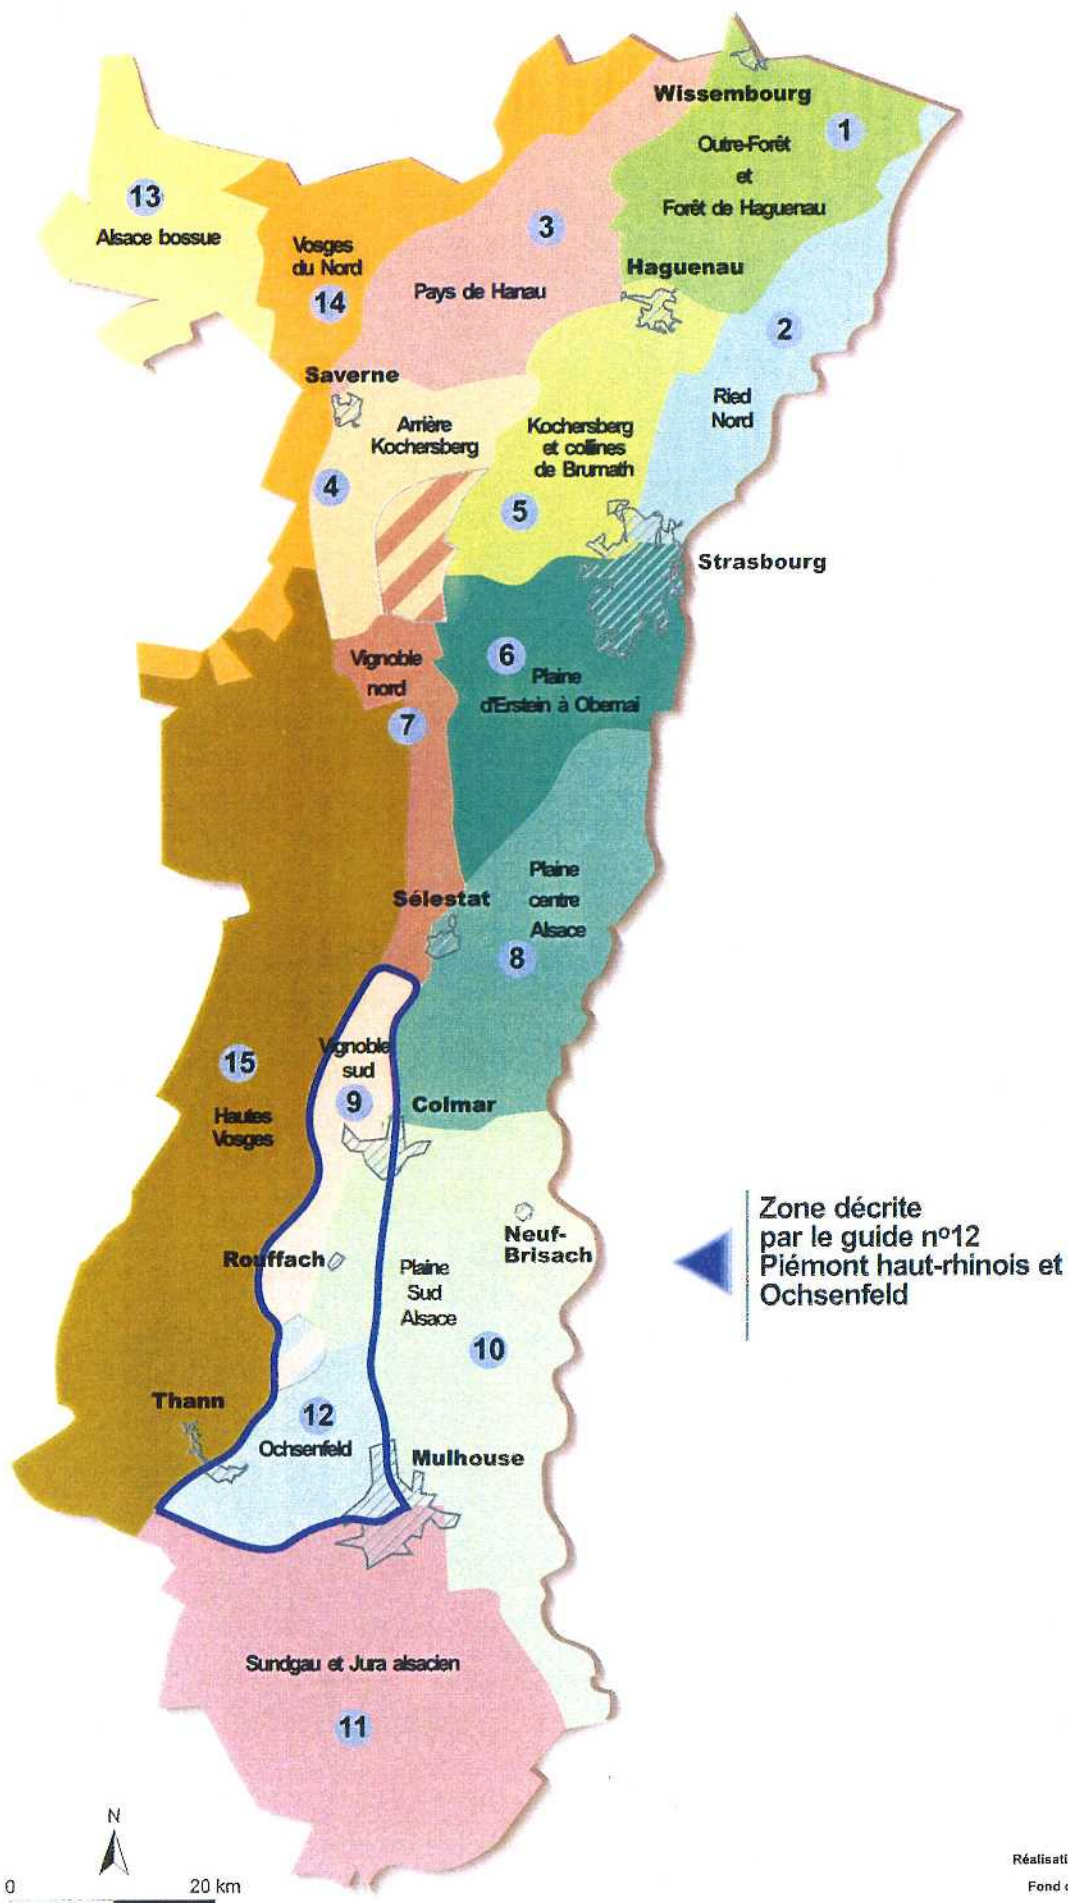 Wissembourg
1
Outre-Forêt
et
Forêt de Haguenau
13
Alsace bossue
3
Vosges
du Nord
14
Pays de Hanau
Haguenau
2
Saverne
Ried
Nord
Arrière
Kochersberg
Kochersberg
et collines
de Brumath
4
5
Strasbourg
Vignoble
nord
7
6
Plaine
d'Erstein à Obernai
Plaine
centre
Alsace
8
Sélestat
15
Hautes
Vosges
Vignoble
sud
9
Colmar
Neuf-
Brisach
Zone décrite
par le guide nº12
Piémont haut-rhinois et
Ochsenfeld
Rouffach
Plaine
Sud
Alsace
10
Thann
12
Ochsenfeld
Mulhouse
Sundgau et Jura alsacien
11
N
0 20 km
Réalisati
Fond